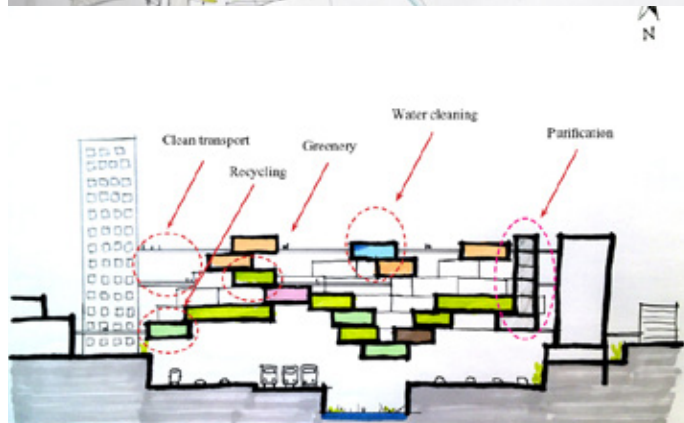 N
Water cleaning
Purification
Clean transport
Greenery
Recycling